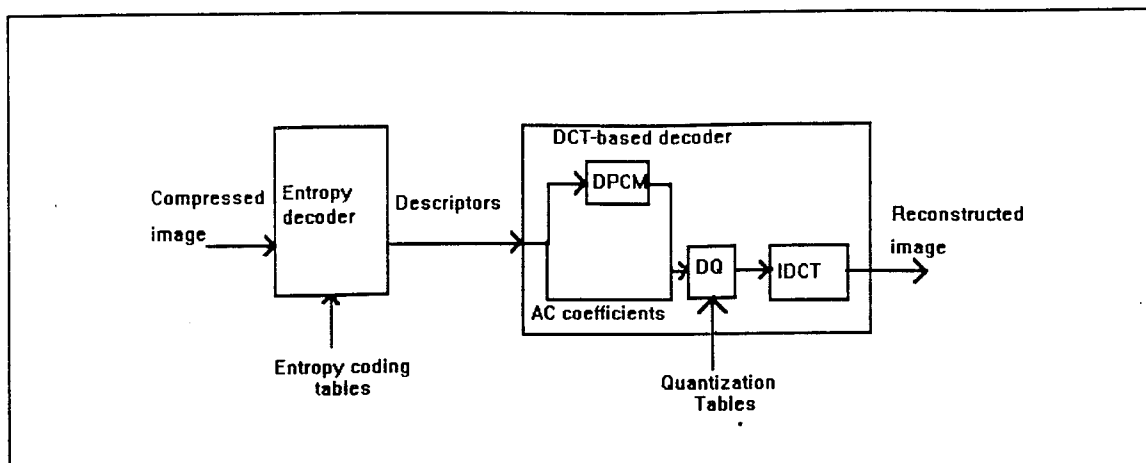 DCT-based decoder
DPCM
Compressed
image
Entropy
decoder
Descriptors
Reconstructed
image
DQ
IDCT
AC coefficients
Entropy coding
tables
Quantization
Tables